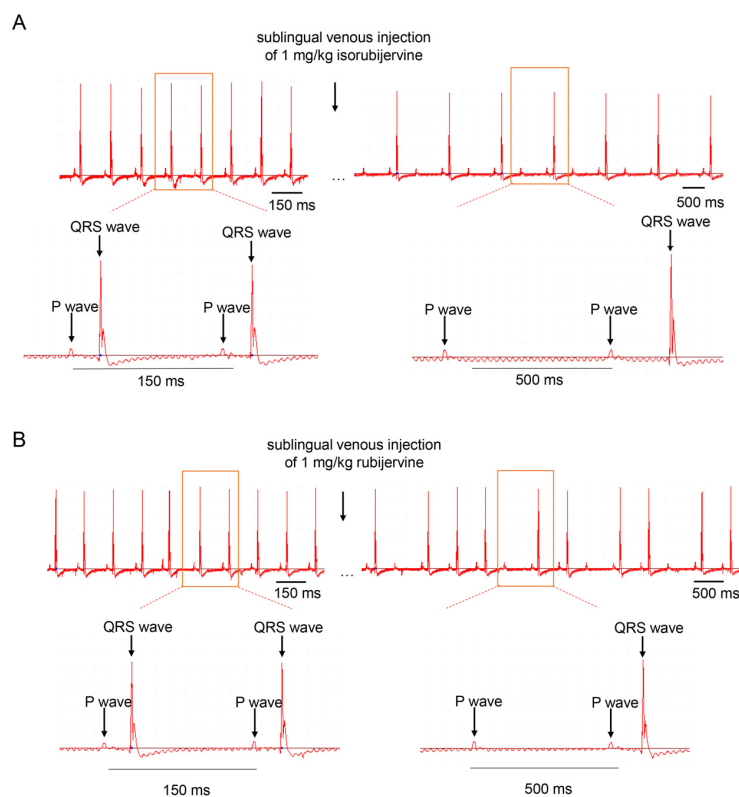 A
sublingual venous injection
of 1 mg/kg isorubijervine
...
150 ms
500 ms
QRS wave
QRS wave
QRS wave
P wave
P wave
P wave
P wave
150 ms
500 ms
B
sublingual venous injection
of 1 mg/kg rubijervine
...
150 ms
500 ms
QRS wave
QRS wave
QRS wave
P wave
P wave
P wave
P wave
150 ms
500 ms